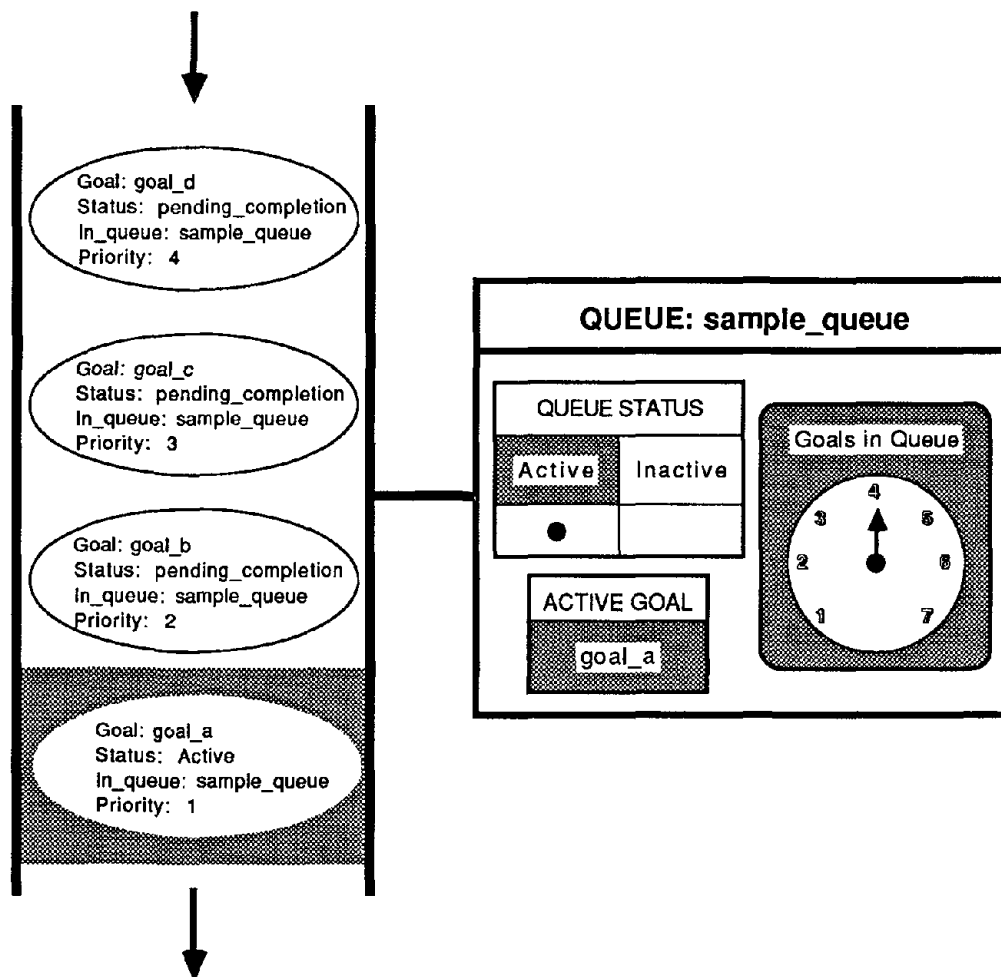 Goal: goal_d
Status: pending_completion
In_queue: sample_queue
Priority: 4
Goal: goal_c
Status: pending_completion
In_queue: sample_queue
Priority: 3
Goal: goal_b
Status: pending_completion
In_queue: sample_queue
Priority: 2
Goal: goal_a
Status: Active
In_queue: sample_queue
Priority: 1
QUEUE: sample_queue
QUEUE STATUS
Active Inactive
ACTIVE GOAL
goal_a
Goals in Queue
1
2
3
4
5
6
7